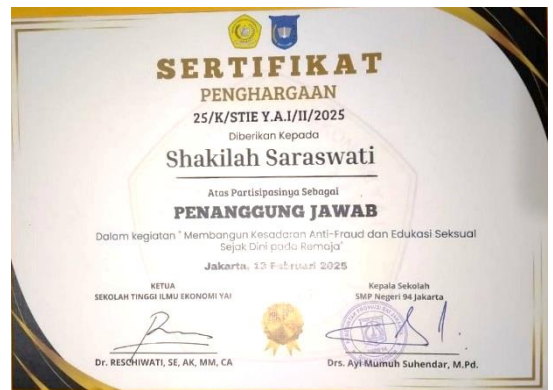 SERTIFIKAT
PENGHARGAAN
25/K/STIE Y.A.I/II/2025
Diberikan Kepada
Shakilah Saraswati
Atas Partisipasinya Sebagai
PENANGGUNG JAWAB
Dalam kegiatan " Membangun Kesadaran Anti-Fraud dan Edukasi Seksual
Sejak Dini pada Remaja"
Jakarta, 13 Februari 2025
KETUA
SEKOLAH TINGGI ILMU EKONOMI YAI
Dr. RESCHIWATI, SE, AK, MM, CA
Kepala Sekolah
SMP Negeri 94 Jakarta
Drs. Ayi Mumuh Suhendar, M.Pd.